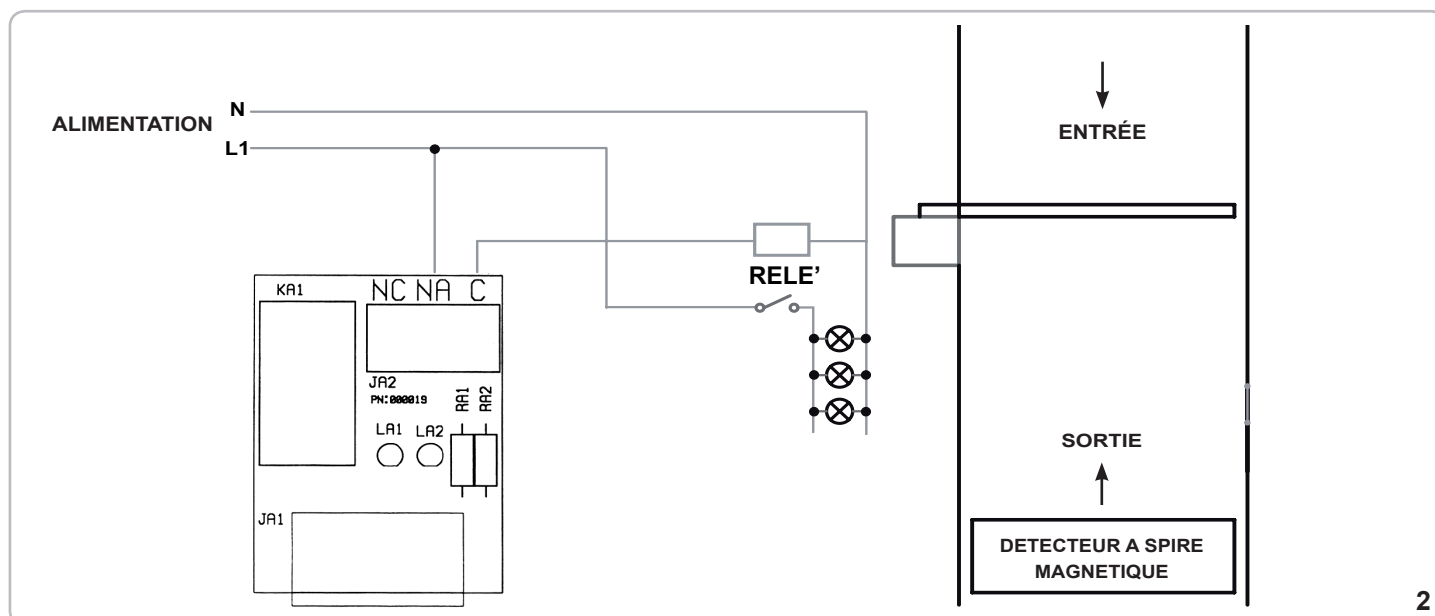 ALIMENTATION
N
L1
RELE’
KA1
NC NA C
JA2
PN:000019
RA1
RA2
LA1
LA2
JA1
ENTRÉE
SORTIE
DETECTEUR A SPIRE
MAGNETIQUE
2